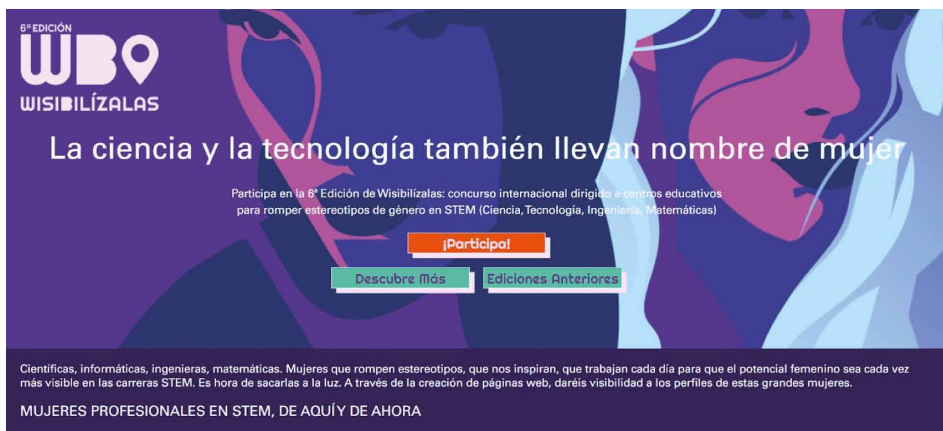 6ª EDICIÓN
WB
WISIBILÍZALAS
La ciencia y la tecnología también llevan nombre de mujer
Participa en la 6ª Edición de Wisibilízalas: concurso internacional dirigido a centros educativos
para romper estereotipos de género en STEM (Ciencia, Tecnología, Ingeniería, Matemáticas)
¡Participa!
Descubre Más
Ediciones Anteriores
Científicas, informáticas, ingenieras, matemáticas. Mujeres que rompen estereotipos, que nos inspiran, que trabajan cada día para que el potencial femenino sea cada vez
más visible en las carreras STEM. Es hora de sacarlas a la luz. A través de la creación de páginas web, daréis visibilidad a los perfiles de estas grandes mujeres.
MUJERES PROFESIONALES EN STEM, DE AQUÍ Y DE AHORA